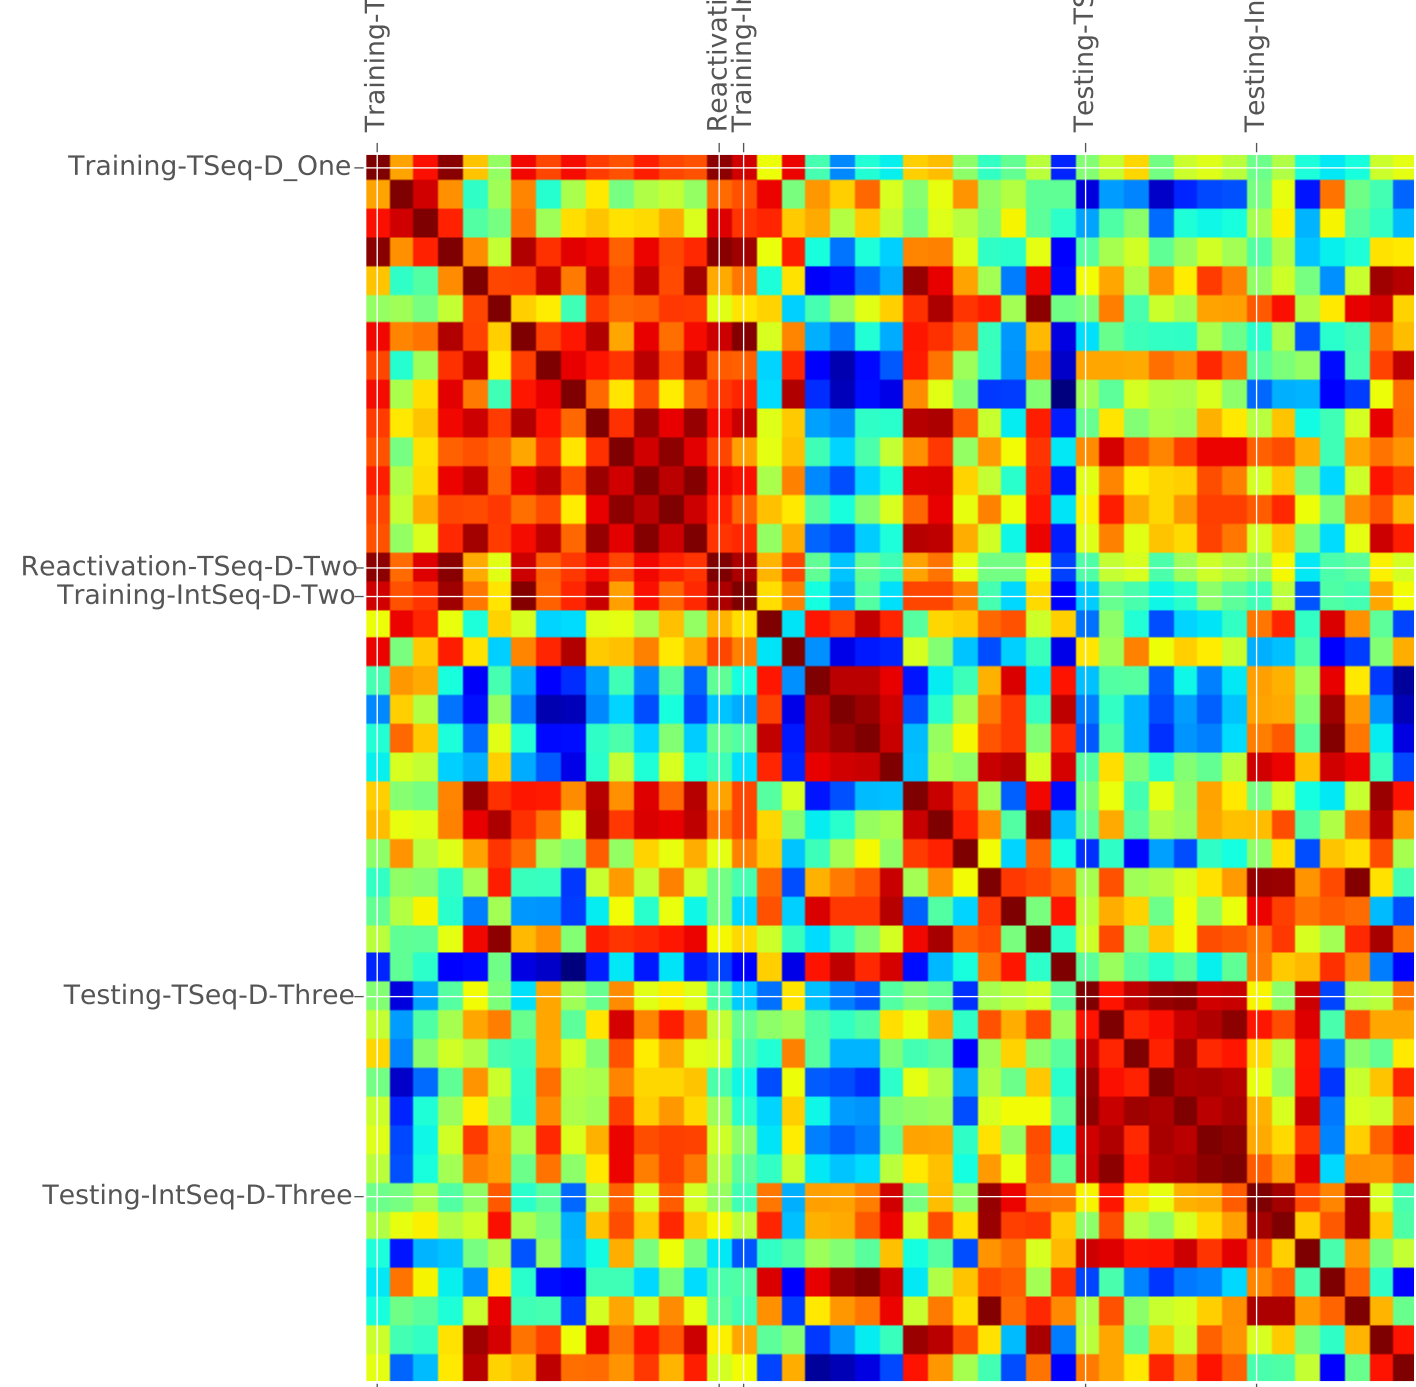 Training-T
Reactivati
Training-In
Testing-TS
Testing-In
Training-TSeq-D_One
Reactivation-TSeq-D-Two
Training-IntSeq-D-Two
Testing-TSeq-D-Three
Testing-IntSeq-D-Three